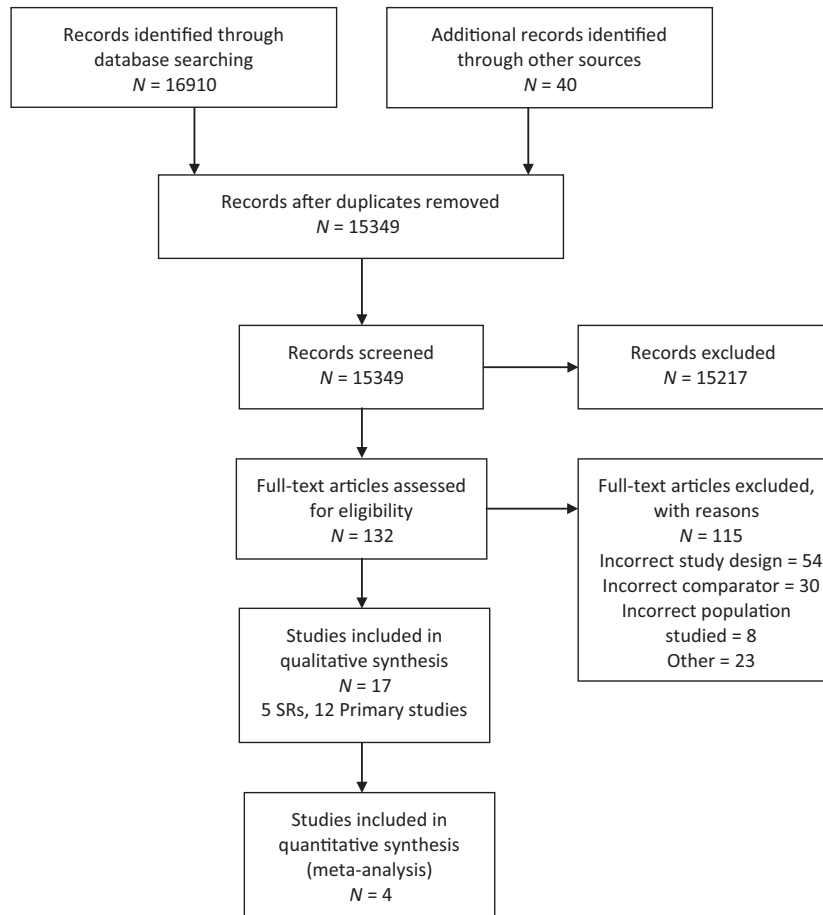 Records identified through
database searching
N = 16910
Additional records identified
through other sources
N = 40
Records after duplicates removed
N = 15349
Records screened
N = 15349
Records excluded
N = 15217
Full-text articles assessed
for eligibility
N = 132
Full-text articles excluded,
with reasons
N = 115
Incorrect study design = 54
Incorrect comparator = 30
Incorrect population
studied = 8
Other = 23
Studies included in
qualitative synthesis
N = 17
5 SRs, 12 Primary studies
Studies included in
quantitative synthesis
(meta-analysis)
N = 4